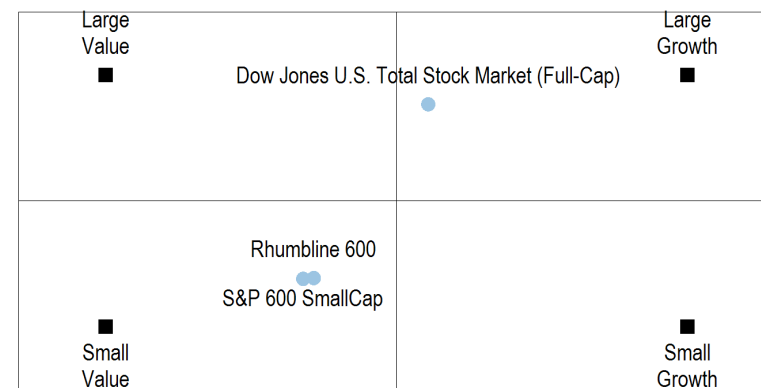 Large
Value
Large
Growth
Dow Jones U.S. Total Stock Market (Full-Cap)
Rhumbline 600
S&P 600 SmallCap
Small
Value
Small
Growth